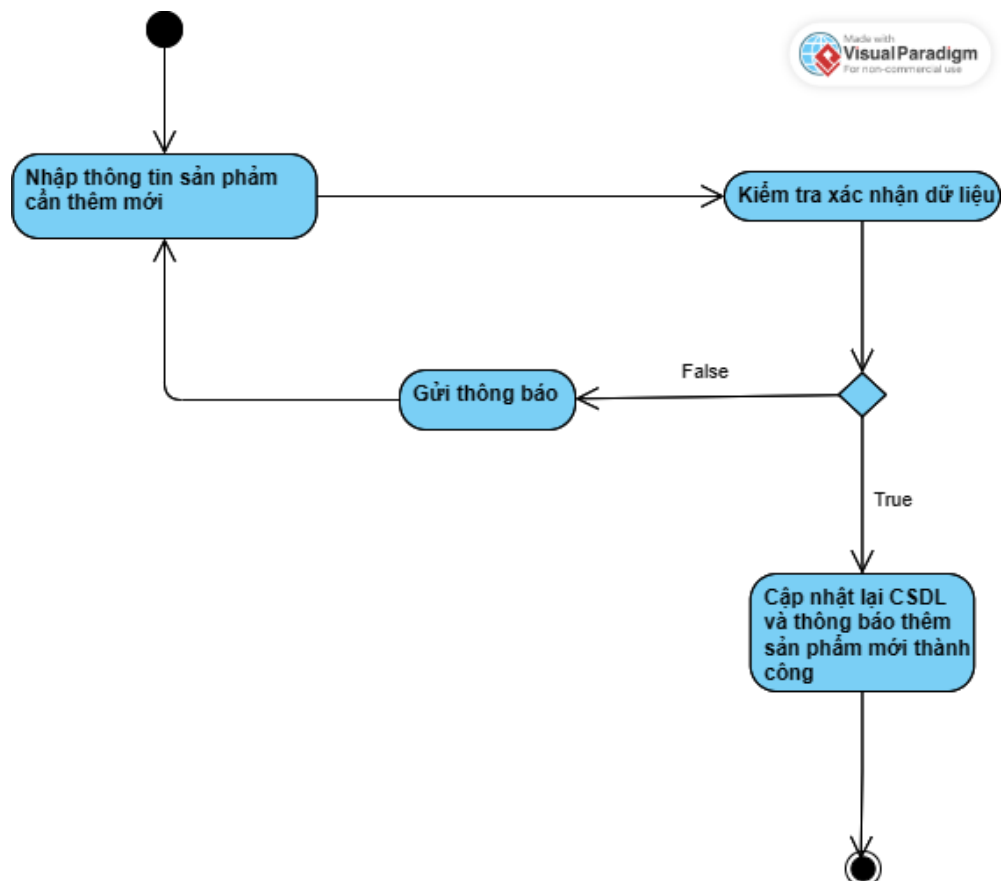 Made with
Visual Paradigm
For non-commercial use
Nhập thông tin sản phảm
cần thêm mới
Kiểm tra xác nhận dữ liệu
False
Gửi thông báo
True
Cập nhật lại CSDL
và thông báo thêm
sản phẩm mới thành
công